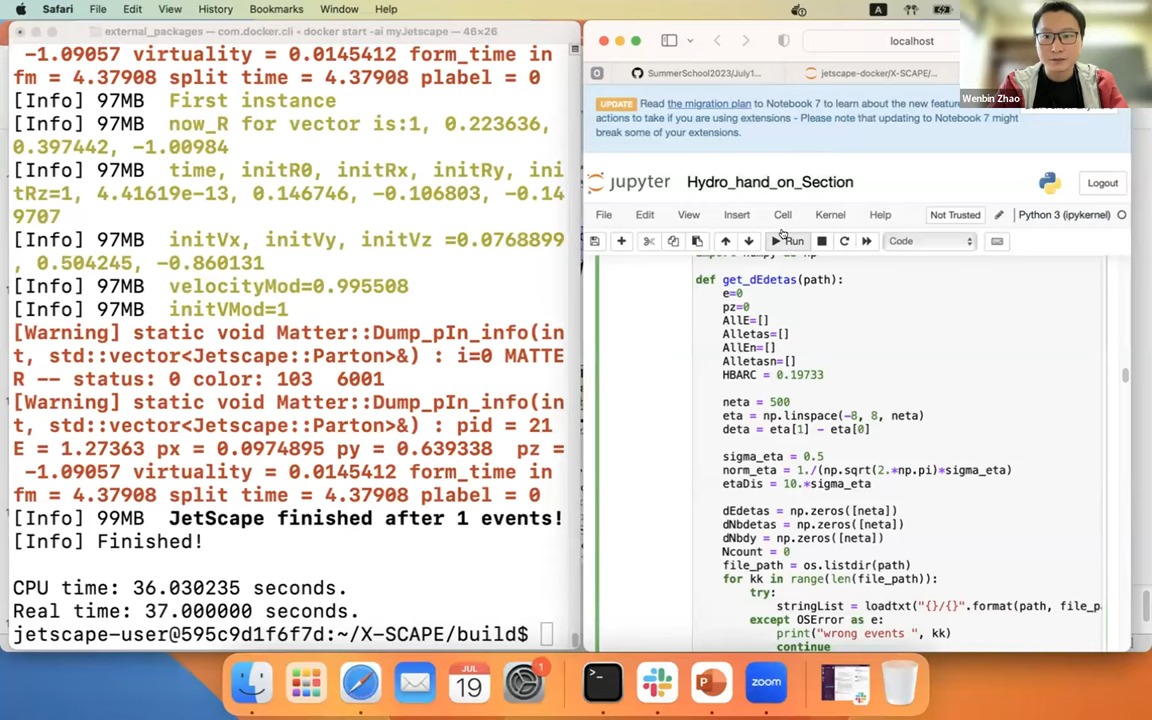 Safari File Edit View History Bookmarks Window Help
external_packages — com.docker.cli ◂ docker start -ai myJetscape — 46×26
-1.09057 virtuality = 0.0145412 form_time in
fm = 4.37908 split time = 4.37908 plabel = 0
[Info] 97MB First instance
[Info] 97MB now_R for vector is:1, 0.223636,
0.397442, -1.00984
[Info] 97MB time, initR0, initRx, initRy, ini
tRz=1, 4.41619e-13, 0.146746, -0.106803, -0.14
9707
[Info] 97MB initVx, initVy, initVz =0.0768899
, 0.504245, -0.860131
[Info] 97MB velocityMod=0.995508
[Info] 97MB initVMod=1
[Warning] static void Matter::Dump_pIn_info(in
t, std::vector<Jetscape::Parton>&) : i=0 MATTE
R -- status: 0 color: 103 6001
[Warning] static void Matter::Dump_pIn_info(in
t, std::vector<Jetscape::Parton>&) : pid = 21
E = 1.27363 px = 0.0974895 py = 0.639338 pz =
-1.09057 virtuality = 0.0145412 form_time in
fm = 4.37908 split time = 4.37908 plabel = 0
[Info] 99MB JetScape finished after 1 events!
[Info] Finished!
CPU time: 36.030235 seconds.
Real time: 37.000000 seconds.
jetscape-user@595c9d1f6f7d:~/X-SCAPE/build$
A
localhost
SummerSchool2023/July1...
jetscape-docker/X-SCAPE/...
Wenbin Zhao
UPDATE Read the migration plan to Notebook 7 to learn about the new featur
actions to take if you are using extensions - Please note that updating to Notebook 7 might
break some of your extensions.
jupyter Hydro_hand_on_Section
Logout
File Edit View Insert Cell Kernel Help Not Trusted Python 3 (ipykernel)
Run Code
import numpy as np
def get_dEdetas(path):
e=0
pz=0
AllE=[]
Alletas=[]
AllEn=[]
Alletasn=[]
HBARC = 0.19733
neta = 500
eta = np.linspace(-8, 8, neta)
deta = eta[1] - eta[0]
sigma_eta = 0.5
norm_eta = 1./(np.sqrt(2.*np.pi)*sigma_eta)
etaDis = 10.*sigma_eta
dEdetas = np.zeros([neta])
dNbdetas = np.zeros([neta])
dNbdy = np.zeros([neta])
Ncount = 0
file_path = os.listdir(path)
for kk in range(len(file_path)):
try:
stringList = loadtxt("{}/{}".format(path, file_p
except OSError as e:
print("wrong events ", kk)
continue
JUL
19
1
zoom